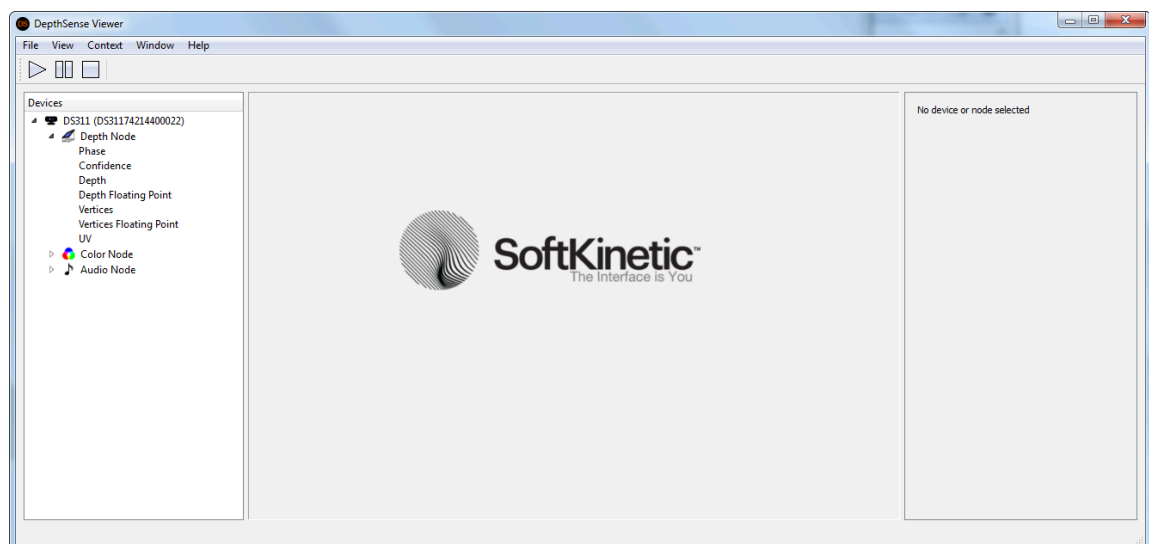 DS DepthSense Viewer
File View Context Window Help
Devices
DS311 (DS31174214400022)
Depth Node
Phase
Confidence
Depth
Depth Floating Point
Vertices
Vertices Floating Point
UV
Color Node
Audio Node
SoftKinetic™
The Interface is You
No device or node selected